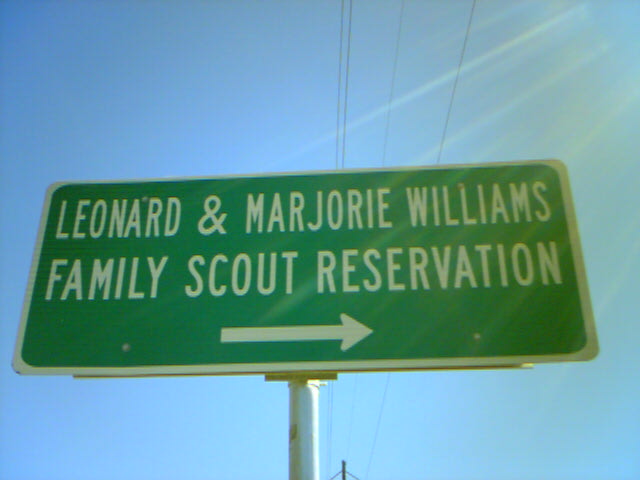 LEONARD & MARJORIE WILLIAMS
FAMILY SCOUT RESERVATION